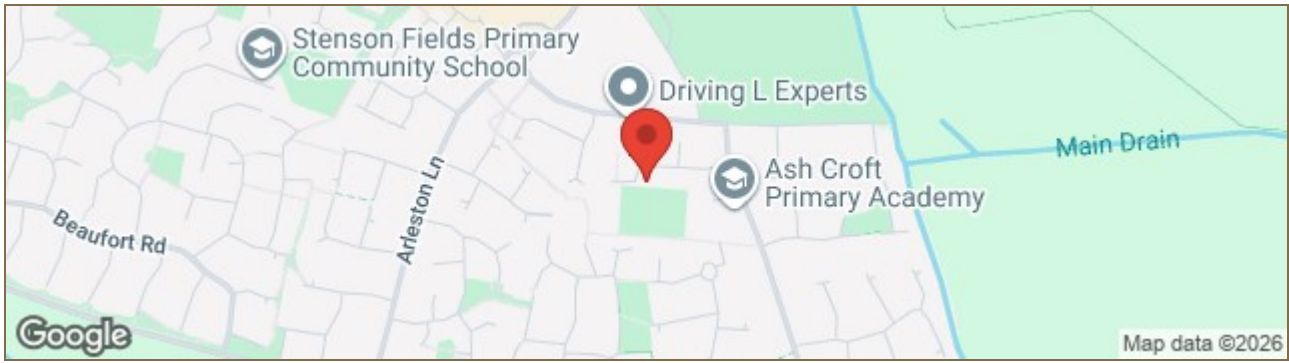 Stenson Fields Primary
Community School
Driving L Experts
Main Drain
Ash Croft
Primary Academy
Arleston Ln
Beaufort Rd
Google
Map data ©2026